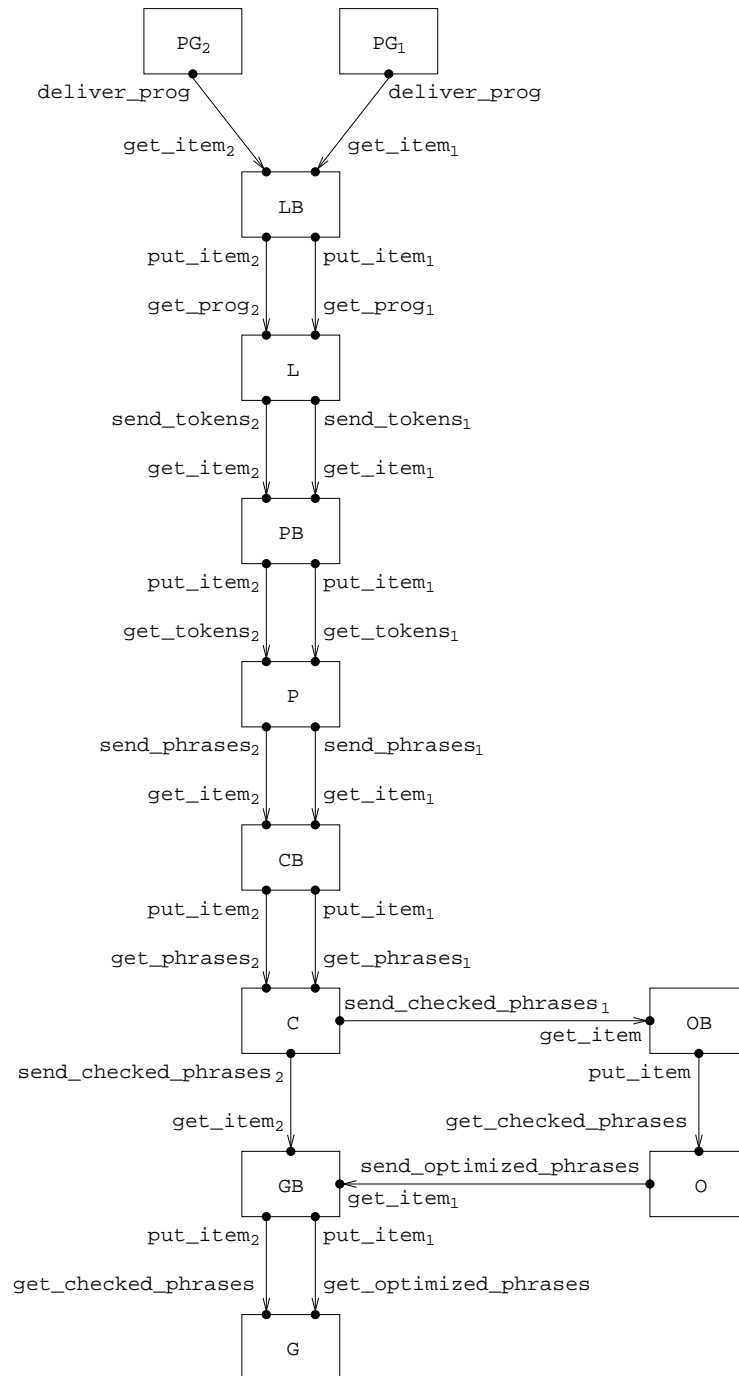 PG₂ PG₁
deliver_prog deliver_prog
get_item₂ get_item₁
LB
put_item₂ put_item₁
get_prog₂ get_prog₁
L
send_tokens₂ send_tokens₁
get_item₂ get_item₁
PB
put_item₂ put_item₁
get_tokens₂ get_tokens₁
P
send_phrases₂ send_phrases₁
get_item₂ get_item₁
CB
put_item₂ put_item₁
get_phrases₂ get_phrases₁
send_checked_phrases₁
C OB
get_item
send_checked_phrases₂ put_item
get_item₂ get_checked_phrases
send_optimized_phrases
GB O
get_item₁
put_item₂ put_item₁
get_checked_phrases get_optimized_phrases
G